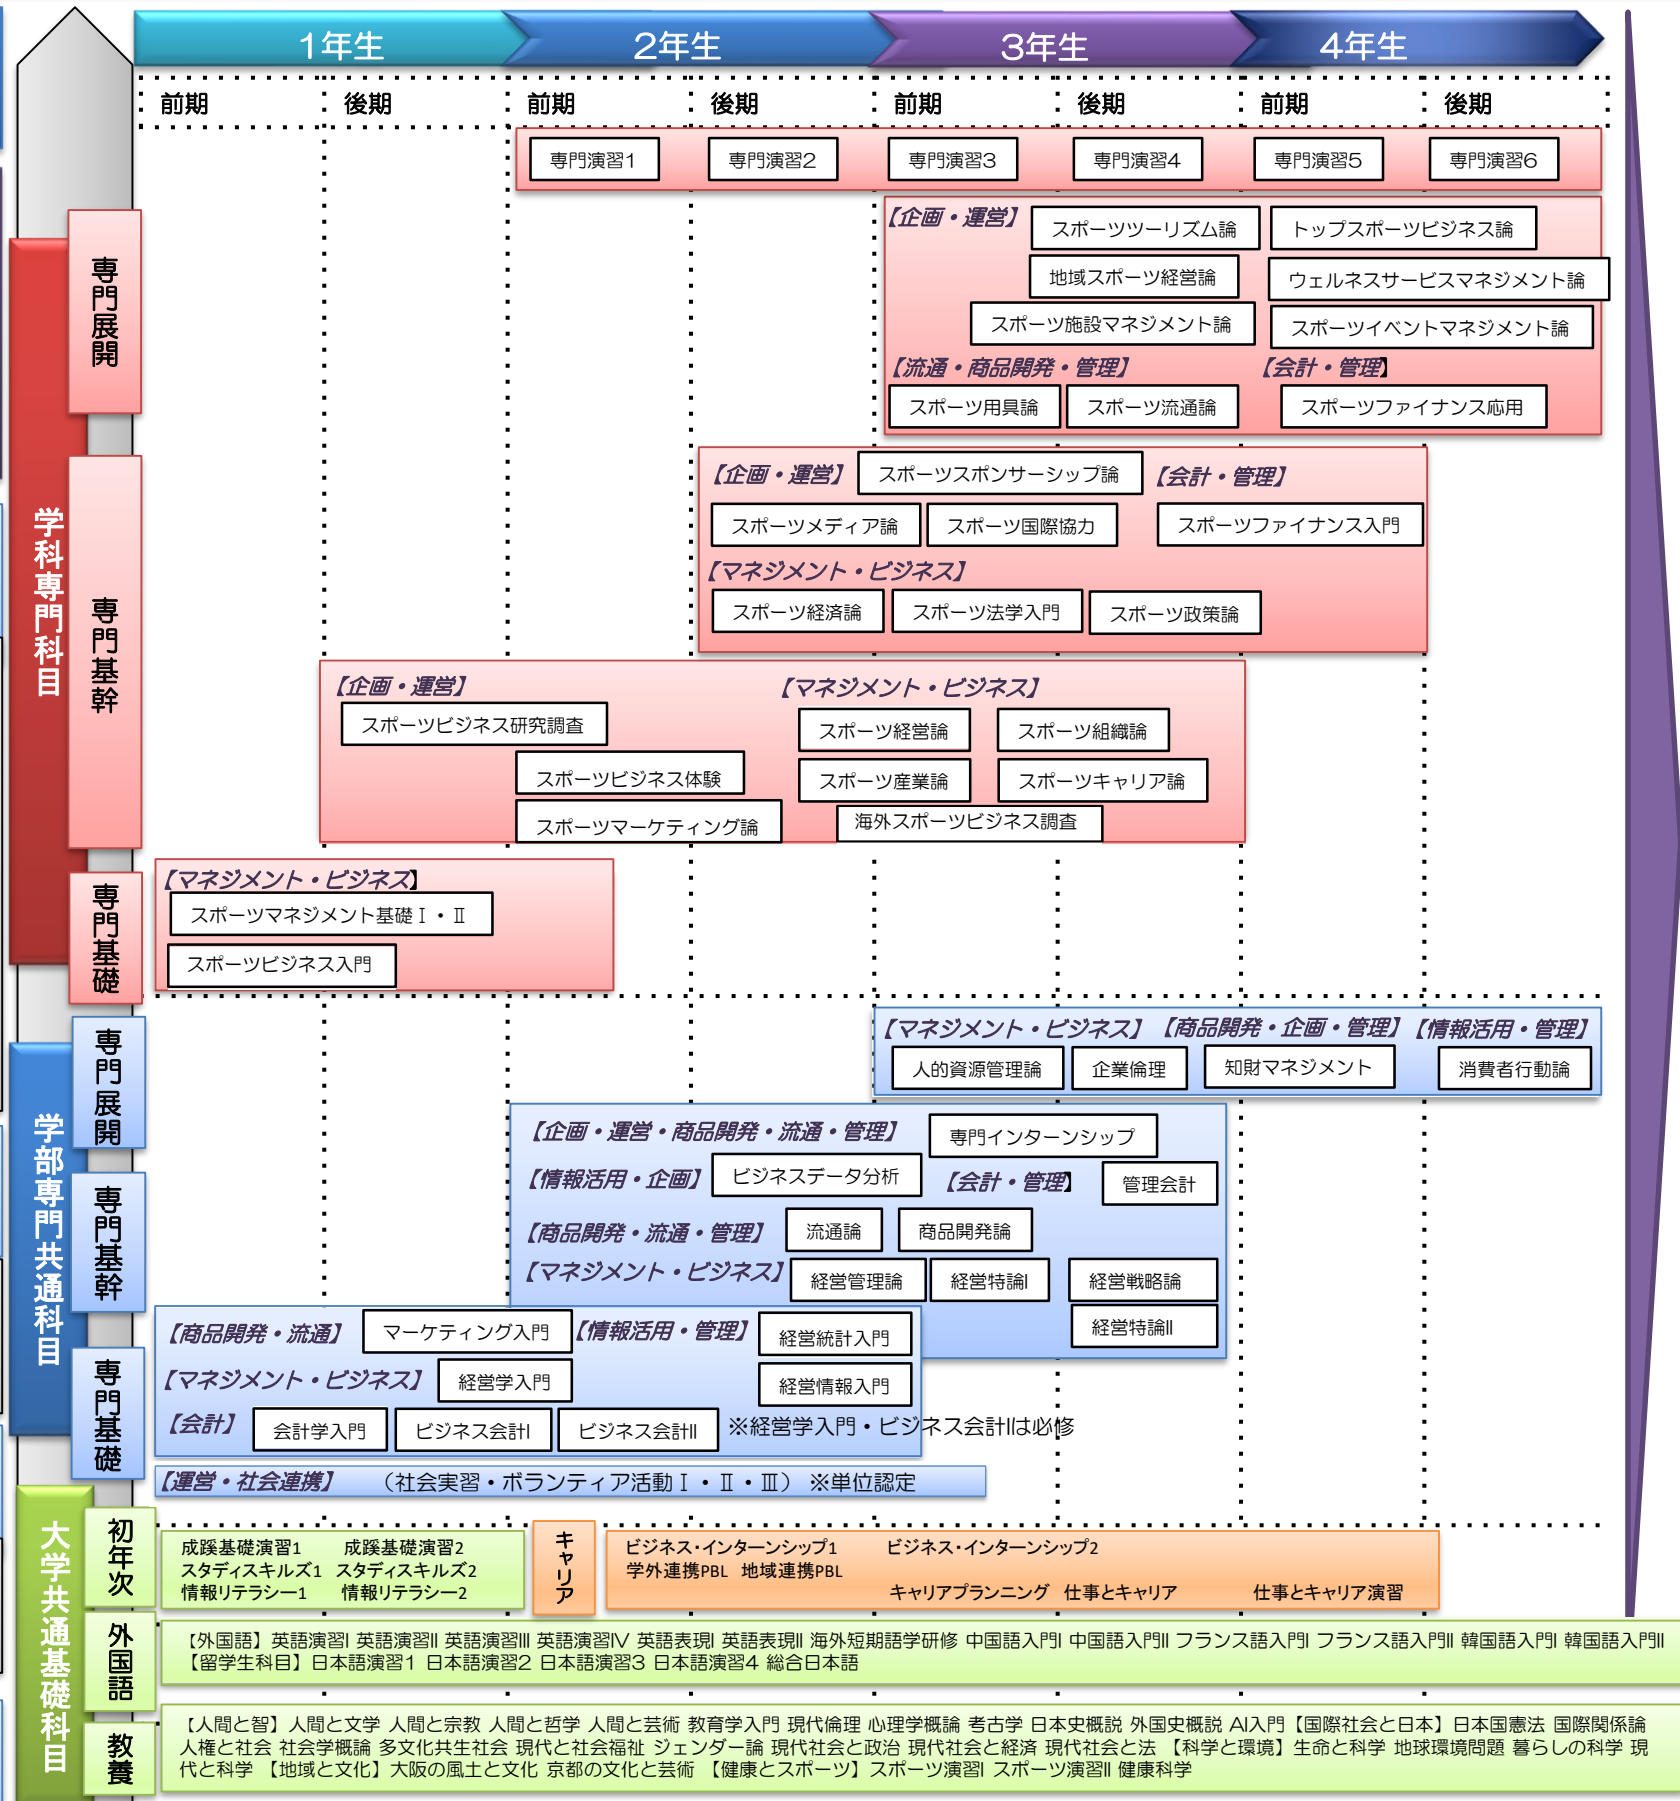 1年生 2年生 3年生 4年生
前期 後期 前期 後期 前期 後期 前期 後期
専門演習1 専門演習2 専門演習3 専門演習4 専門演習5 専門演習6
学科専門科目
専門展開
【企画・運営】 スポーツツーリズム論 トップスポーツビジネス論
地域スポーツ経営論 ウェルネスサービスマネジメント論
スポーツ施設マネジメント論 スポーツイベントマネジメント論
【流通・商品開発・管理】 【会計・管理】
スポーツ用具論 スポーツ流通論 スポーツファイナンス応用
専門基幹
【企画・運営】 スポーツスポンサーシップ論 【会計・管理】
スポーツメディア論 スポーツ国際協力 スポーツファイナンス入門
【マネジメント・ビジネス】
スポーツ経済論 スポーツ法学入門 スポーツ政策論
【企画・運営】 【マネジメント・ビジネス】
スポーツビジネス研究調査 スポーツ経営論 スポーツ組織論
スポーツビジネス体験 スポーツ産業論 スポーツキャリア論
スポーツマーケティング論 海外スポーツビジネス調査
専門基礎
【マネジメント・ビジネス】
スポーツマネジメント基礎Ⅰ・Ⅱ
スポーツビジネス入門
学部専門共通科目
専門展開
【マネジメント・ビジネス】 【商品開発・企画・管理】 【情報活用・管理】
人的資源管理論 企業倫理 知財マネジメント 消費者行動論
専門基幹
【企画・運営・商品開発・流通・管理】 専門インターンシップ
【情報活用・企画】 ビジネスデータ分析 【会計・管理】 管理会計
【商品開発・流通・管理】 流通論 商品開発論
【マネジメント・ビジネス】 経営管理論 経営特論Ⅰ 経営戦略論
経営特論Ⅱ
専門基礎
【商品開発・流通】 マーケティング入門 【情報活用・管理】 経営統計入門
【マネジメント・ビジネス】 経営学入門 経営情報入門
【会計】 会計学入門 ビジネス会計Ⅰ ビジネス会計Ⅱ ※経営学入門・ビジネス会計Ⅰは必修
【運営・社会連携】 （社会実習・ボランティア活動Ⅰ・Ⅱ・Ⅲ） ※単位認定
大学共通基礎科目
初年次
成蹊基礎演習1 成蹊基礎演習2
スタディスキルズ1 スタディスキルズ2
情報リテラシー1 情報リテラシー2
キャリア
ビジネス・インターンシップ1 ビジネス・インターンシップ2
学外連携PBL 地域連携PBL
キャリアプランニング 仕事とキャリア 仕事とキャリア演習
外国語
【外国語】英語演習Ⅰ 英語演習Ⅱ 英語演習Ⅲ 英語演習Ⅳ 英語表現Ⅰ 英語表現Ⅱ 海外短期語学研修 中国語入門Ⅰ 中国語入門Ⅱ フランス語入門Ⅰ フランス語入門Ⅱ 韓国語入門Ⅰ 韓国語入門Ⅱ
【留学生科目】日本語演習1 日本語演習2 日本語演習3 日本語演習4 総合日本語
教養
【人間と智】人間と文学 人間と宗教 人間と哲学 人間と芸術 教育学入門 現代倫理 心理学概論 考古学 日本史概説 外国史概説 AI入門【国際社会と日本】日本国憲法 国際関係論
人権と社会 社会学概論 多文化共生社会 現代と社会福祉 ジェンダー論 現代社会と政治 現代社会と経済 現代社会と法 【科学と環境】生命と科学 地球環境問題 暮らしの科学 現
代と科学 【地域と文化】大阪の風土と文化 京都の文化と芸術 【健康とスポーツ】スポーツ演習Ⅰ スポーツ演習Ⅱ 健康科学